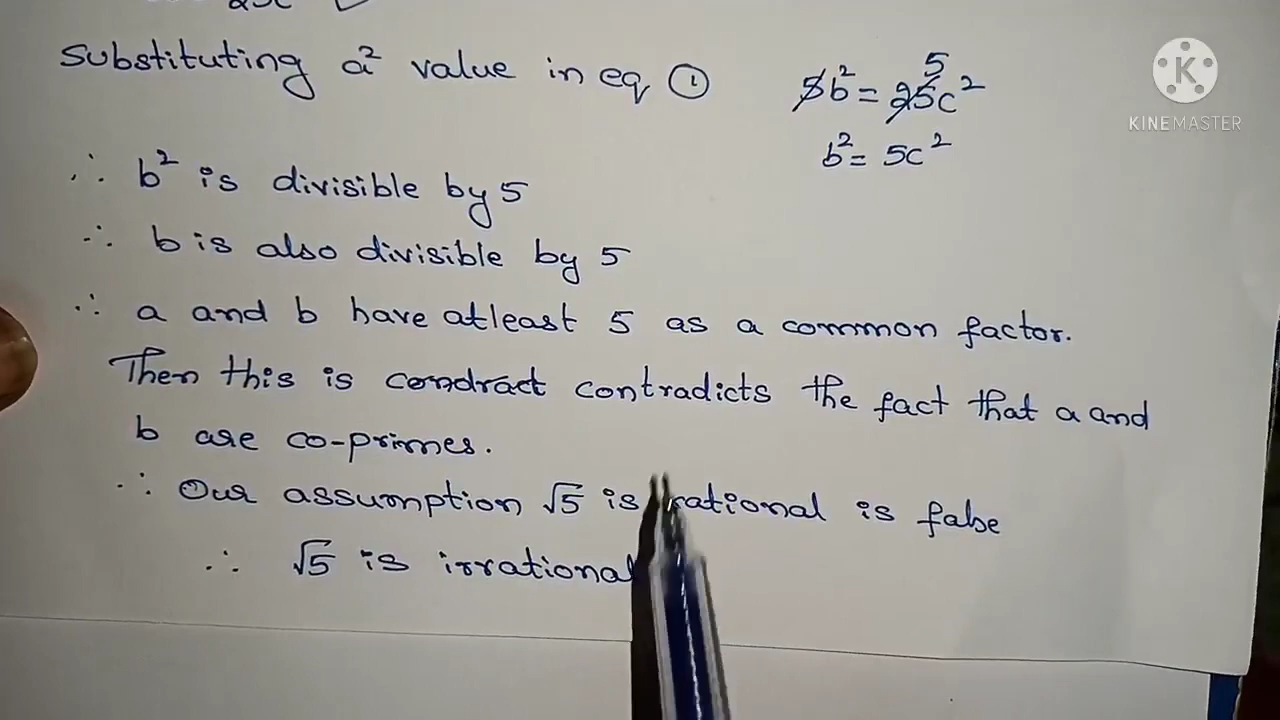 Substituting a² value in eq ①
5b² = 25c² 5
b² = 5c²
KINEMASTER
∴ b² is divisible by 5
∴ b is also divisible by 5
∴ a and b have atleast 5 as a common factor.
Then this is condract contradicts the fact that a and
b are co-primes.
∴ Our assumption √5 is rational is false
∴ √5 is irrational